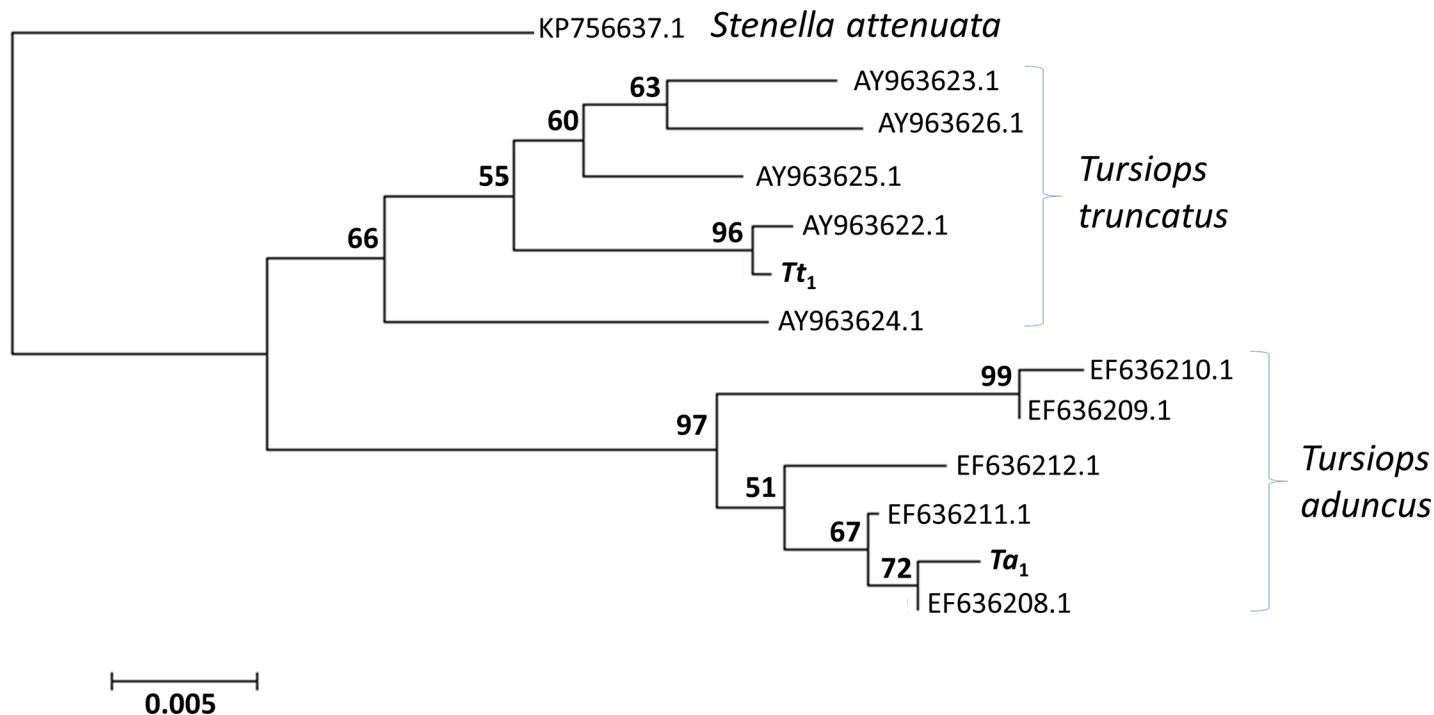 KP756637.1 Stenella attenuata
63
AY963623.1
AY963626.1
60
55
AY963625.1
Tursiops
truncatus
96
AY963622.1
66
Tt1
AY963624.1
99
EF636210.1
EF636209.1
97
EF636212.1
Tursiops
aduncus
51
EF636211.1
67
Ta1
72
EF636208.1
0.005